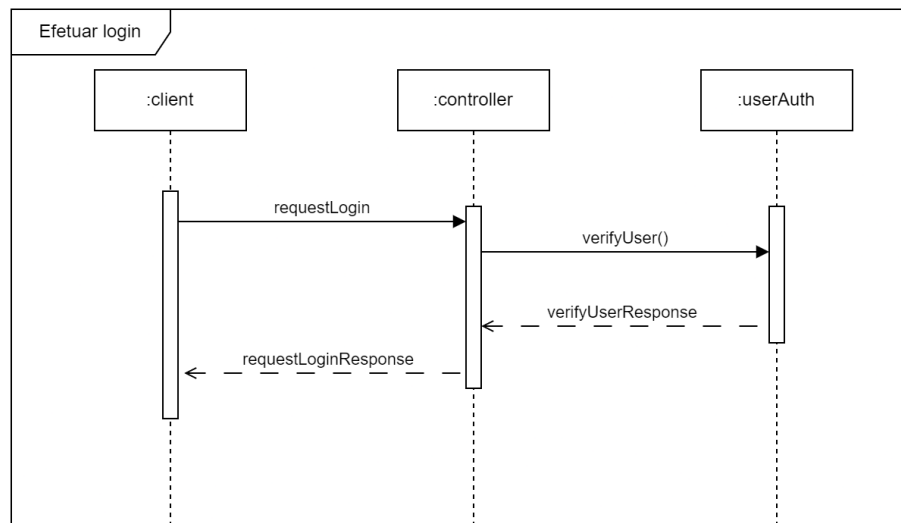 Efetuar login
:client
:controller
:userAuth
requestLogin
verifyUser()
verifyUserResponse
requestLoginResponse